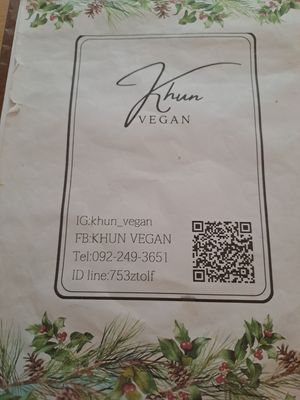 Khun
VEGAN
IG:khun_vegan
FB:KHUN VEGAN
Tel:092-249-3651
ID line:753ztolf